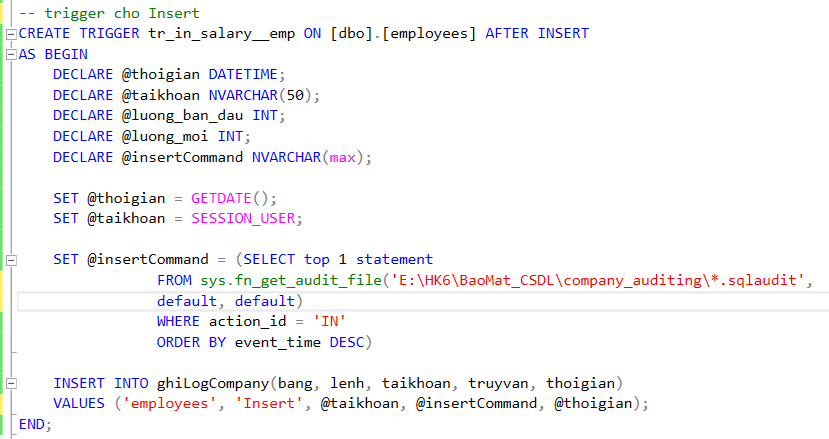 -- trigger cho Insert
CREATE TRIGGER tr_in_salary__emp ON [dbo].[employees] AFTER INSERT
AS BEGIN
    DECLARE @thoigian DATETIME;
    DECLARE @taikhoan NVARCHAR(50);
    DECLARE @luong_ban_dau INT;
    DECLARE @luong_moi INT;
    DECLARE @insertCommand NVARCHAR(max);

    SET @thoigian = GETDATE();
    SET @taikhoan = SESSION_USER;

    SET @insertCommand = (SELECT top 1 statement
                FROM sys.fn_get_audit_file('E:\HK6\BaoMat_CSDL\company_auditing\*.sqlaudit',
                default, default)
                WHERE action_id = 'IN'
                ORDER BY event_time DESC)

    INSERT INTO ghiLogCompany(bang, lenh, taikhoan, truyvan, thoigian)
    VALUES ('employees', 'Insert', @taikhoan, @insertCommand, @thoigian);
END;